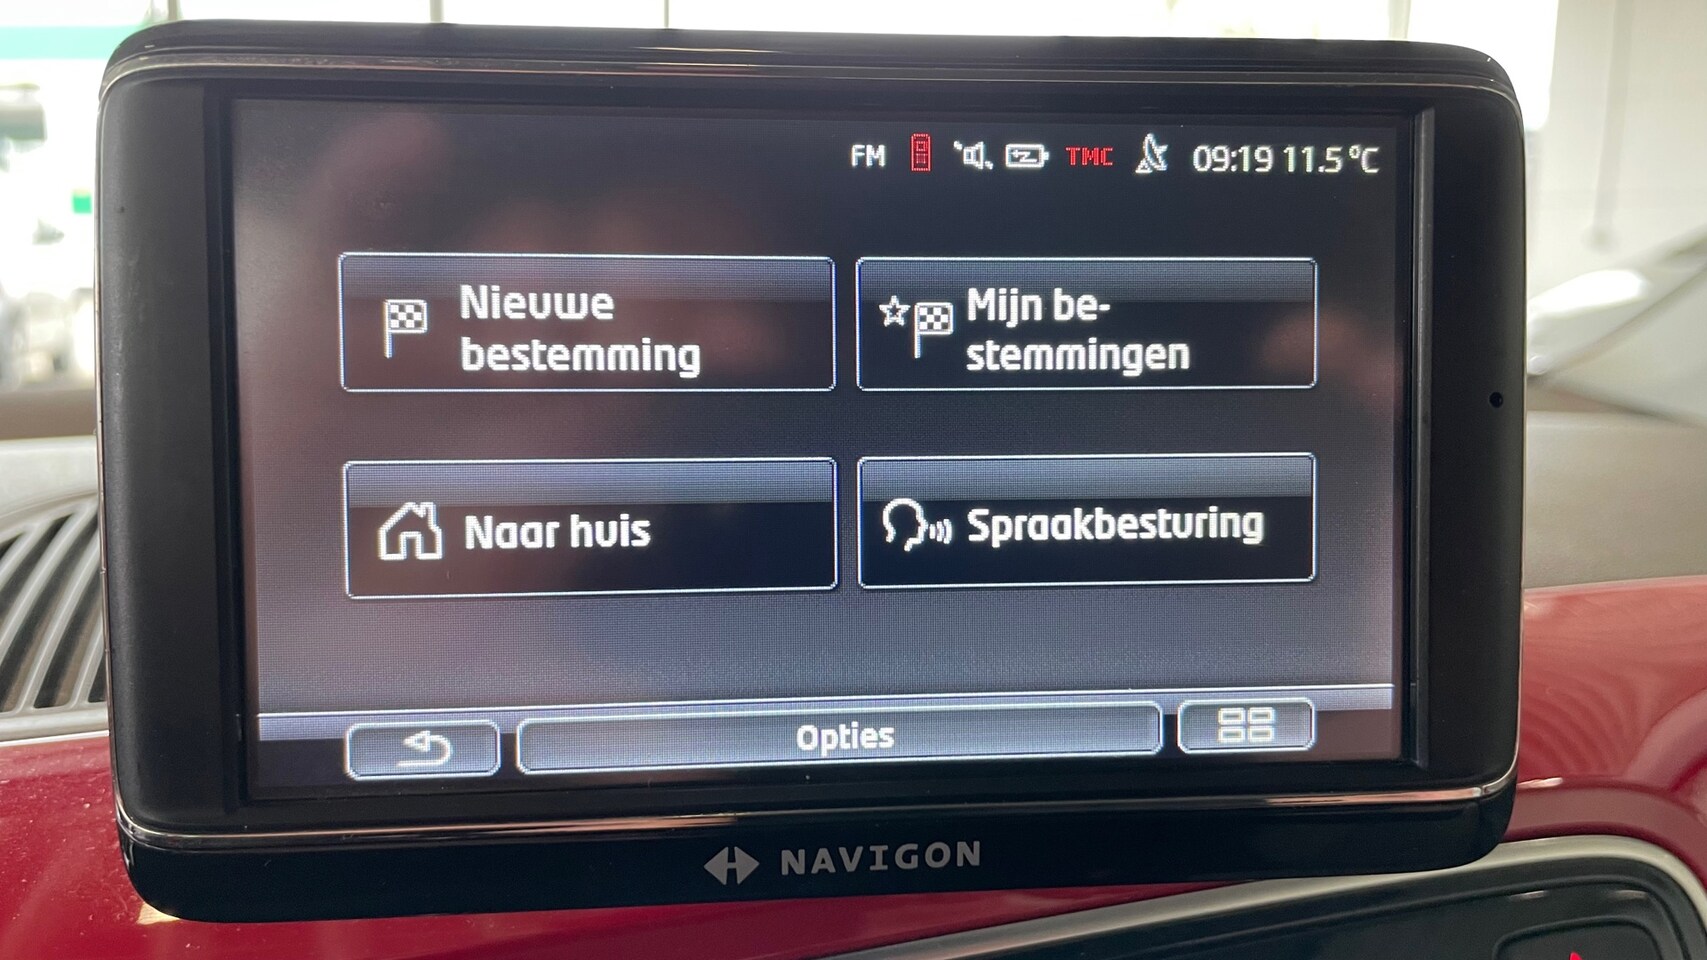 FM TMC 09:19 11.5°C
Nieuwe
bestemming
Mijn be-
stemmingen
Naar huis
Spraakbesturing
Opties
NAVIGON